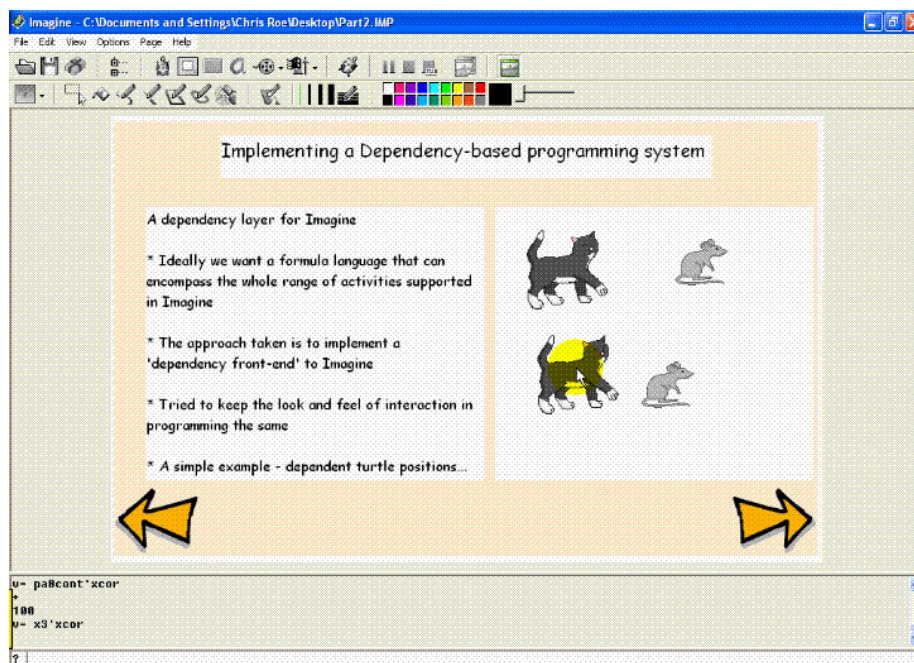 Imagine - C:\Documents and Settings\Chris Roe\Desktop\Part2.IMP
File Edit View Options Page Help
Implementing a Dependency-based programming system
A dependency layer for Imagine
* Ideally we want a formula language that can
encompass the whole range of activities supported
in Imagine
* The approach taken is to implement a
'dependency front-end' to Imagine
* Tried to keep the look and feel of interaction in
programming the same
* A simple example - dependent turtle positions...
v- pa8cont'xcor
+
100
v- x3'xcor
?